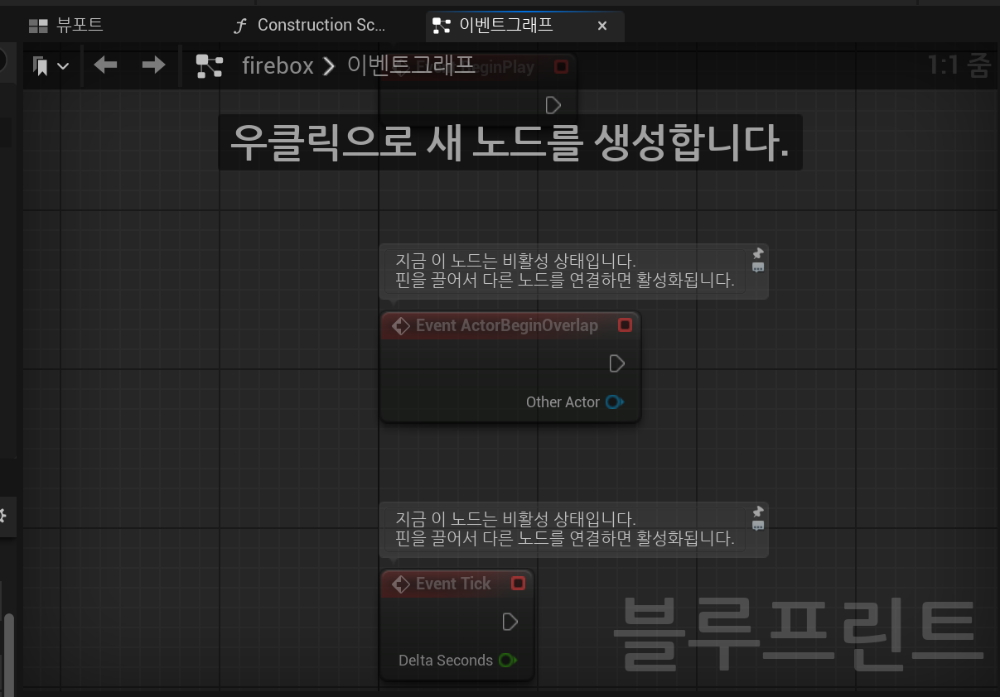 뷰포트
Construction Sc...
이벤트그래프
firebox > 이벤트그래프
Event BeginPlay
1:1 줌
우클릭으로 새 노드를 생성합니다.
지금 이 노드는 비활성 상태입니다.
핀을 끌어서 다른 노드를 연결하면 활성화됩니다.
Event ActorBeginOverlap
Other Actor
지금 이 노드는 비활성 상태입니다.
핀을 끌어서 다른 노드를 연결하면 활성화됩니다.
Event Tick
Delta Seconds
블루프린트